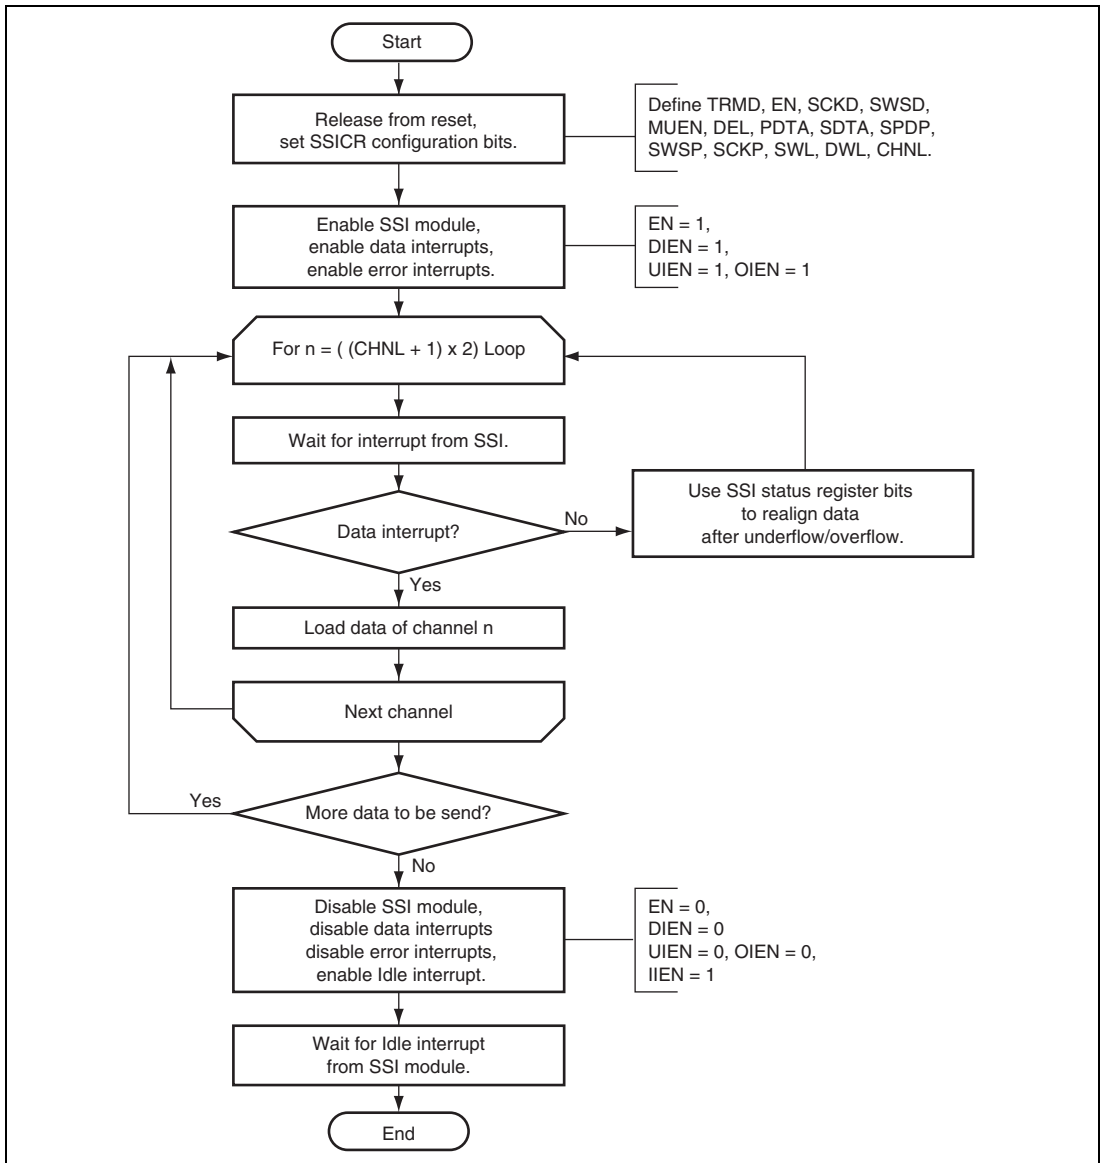 Start
Release from reset,
set SSICR configuration bits.
Define TRMD, EN, SCKD, SWSD,
MUEN, DEL, PDTA, SDTA, SPDP,
SWSP, SCKP, SWL, DWL, CHNL.
Enable SSI module,
enable data interrupts,
enable error interrupts.
EN = 1,
DIEN = 1,
UIEN = 1, OIEN = 1
For n = ( (CHNL + 1) x 2) Loop
Wait for interrupt from SSI.
Data interrupt?
No
Use SSI status register bits
to realign data
after underflow/overflow.
Yes
Load data of channel n
Next channel
More data to be send?
Yes
No
Disable SSI module,
disable data interrupts
disable error interrupts,
enable Idle interrupt.
EN = 0,
DIEN = 0
UIEN = 0, OIEN = 0,
IIEN = 1
Wait for Idle interrupt
from SSI module.
End